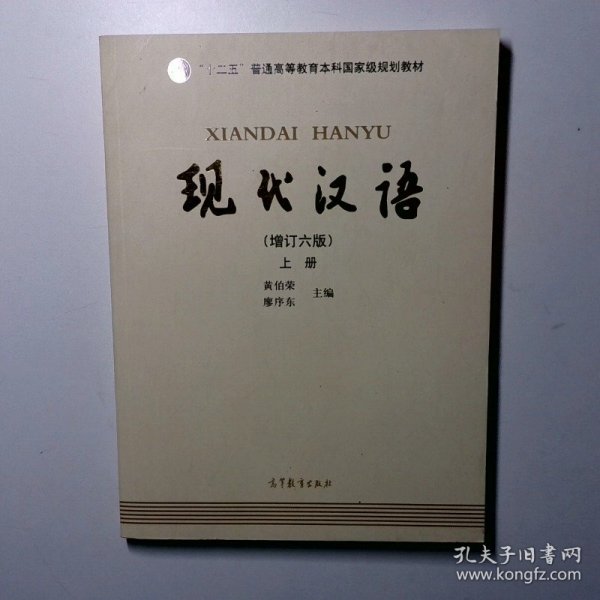 “十二五”普通高等教育本科国家级规划教材
XIANDAI HANYU
现代汉语
（增订六版）
上 册
黄伯荣
廖序东 主编
高等教育出版社
孔夫子旧书网
www.kongfz.com